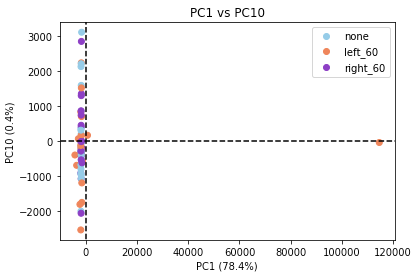 PC1 vs PC10
none
left_60
right_60
PC10 (0.4%)
3000
2000
1000
0
−1000
−2000
0
20000
40000
60000
80000
100000
120000
PC1 (78.4%)